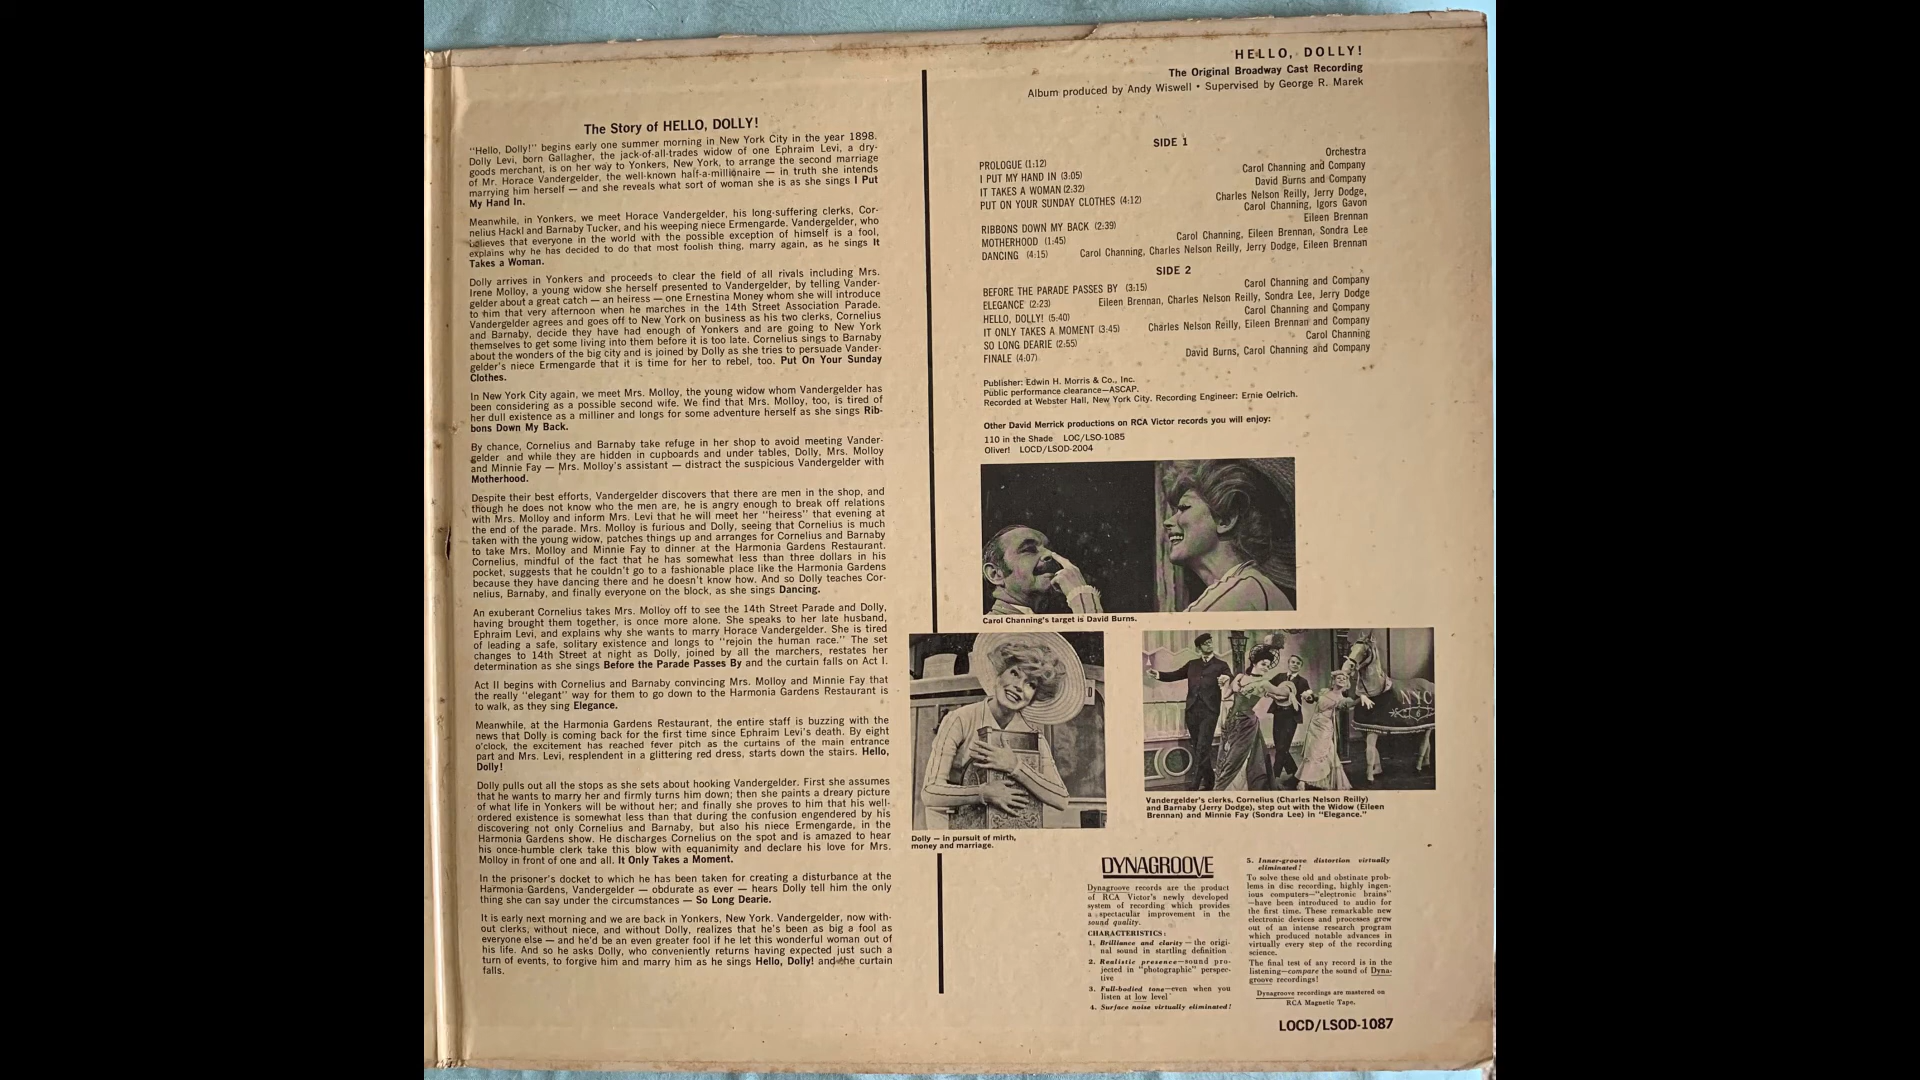 The Story of HELLO, DOLLY!
"Hello, Dolly!" begins early one summer morning in New York City in the year 1898.
Dolly Levi, born Gallagher, the jack-of-all-trades widow of one Ephraim Levi, a dry-
goods merchant, is on her way to Yonkers, New York, to arrange the second marriage
of Mr. Horace Vandergelder, the well-known half-a-millionaire — in truth she intends
marrying him herself — and she reveals what sort of woman she is as she sings I Put
My Hand In.
Meanwhile, in Yonkers, we meet Horace Vandergelder, his long-suffering clerks, Cor-
nelius Hackl and Barnaby Tucker, and his weeping niece Ermengarde. Vandergelder, who
believes that everyone in the world with the possible exception of himself is a fool,
explains why he has decided to do that most foolish thing, marry again, as he sings It
Takes a Woman.
Dolly arrives in Yonkers and proceeds to clear the field of all rivals including Mrs.
Irene Molloy, a young widow she herself presented to Vandergelder, by telling Vander-
gelder about a great catch — an heiress — one Ernestina Money whom she will introduce
to him that very afternoon when he marches in the 14th Street Association Parade.
Vandergelder agrees and goes off to New York on business as his two clerks, Cornelius
and Barnaby, decide they have had enough of Yonkers and are going to New York
themselves to get some living into them before it is too late. Cornelius sings to Barnaby
about the wonders of the big city and is joined by Dolly as she tries to persuade Vander-
gelder's niece Ermengarde that it is time for her to rebel, too. Put On Your Sunday
Clothes.
In New York City again, we meet Mrs. Molloy, the young widow whom Vandergelder has
been considering as a possible second wife. We find that Mrs. Molloy, too, is tired of
her dull existence as a milliner and longs for some adventure herself as she sings Rib-
bons Down My Back.
By chance, Cornelius and Barnaby take refuge in her shop to avoid meeting Vander-
gelder and while they are hidden in cupboards and under tables, Dolly, Mrs. Molloy
and Minnie Fay — Mrs. Molloy's assistant — distract the suspicious Vandergelder with
Motherhood.
Despite their best efforts, Vandergelder discovers that there are men in the shop, and
though he does not know who the men are, he is angry enough to break off relations
with Mrs. Molloy and inform Mrs. Levi that he will meet her "heiress" that evening at
the end of the parade. Mrs. Molloy is furious and Dolly, seeing that Cornelius is much
taken with the young widow, patches things up and arranges for Cornelius and Barnaby
to take Mrs. Molloy and Minnie Fay to dinner at the Harmonia Gardens Restaurant.
Cornelius, mindful of the fact that he has somewhat less than three dollars in his
pocket, suggests that he couldn't go to a fashionable place like the Harmonia Gardens
because they have dancing there and he doesn't know how. And so Dolly teaches Cor-
nelius, Barnaby, and finally everyone on the block, as she sings Dancing.
An exuberant Cornelius takes Mrs. Molloy off to see the 14th Street Parade and Dolly,
having brought them together, is once more alone. She speaks to her late husband,
Ephraim Levi, and explains why she wants to marry Horace Vandergelder. She is tired
of leading a safe, solitary existence and longs to "rejoin the human race." The set
changes to 14th Street at night as Dolly, joined by all the marchers, restates her
determination as she sings Before the Parade Passes By and the curtain falls on Act I.
Act II begins with Cornelius and Barnaby convincing Mrs. Molloy and Minnie Fay that
the really "elegant" way for them to go down to the Harmonia Gardens Restaurant is
to walk, as they sing Elegance.
Meanwhile, at the Harmonia Gardens Restaurant, the entire staff is buzzing with the
news that Dolly is coming back for the first time since Ephraim Levi's death. By eight
o'clock, the excitement has reached fever pitch as the curtains of the main entrance
part and Mrs. Levi, resplendent in a glittering red dress, starts down the stairs. Hello,
Dolly!
Dolly pulls out all the stops as she sets about hooking Vandergelder. First she assumes
that he wants to marry her and firmly turns him down; then she paints a dreary picture
of what life in Yonkers will be without her; and finally she proves to him that his well-
ordered existence is somewhat less than that during the confusion engendered by his
discovering not only Cornelius and Barnaby, but also his niece Ermengarde, in the
Harmonia Gardens show. He discharges Cornelius on the spot and is amazed to hear
his once-humble clerk take this blow with equanimity and declare his love for Mrs.
Molloy in front of one and all. It Only Takes a Moment.
In the prisoner's docket to which he has been taken for creating a disturbance at the
Harmonia Gardens, Vandergelder — obdurate as ever — hears Dolly tell him the only
thing she can say under the circumstances — So Long Dearie.
It is early next morning and we are back in Yonkers, New York. Vandergelder, now with-
out clerks, without niece, and without Dolly, realizes that he's been as big a fool as
everyone else — and he'd be an even greater fool if he let this wonderful woman out of
his life. And so he asks Dolly, who conveniently returns having expected just such a
turn of events, to forgive him and marry him as he sings Hello, Dolly! and the curtain
falls.
HELLO, DOLLY!
The Original Broadway Cast Recording
Album produced by Andy Wiswell • Supervised by George R. Marek
SIDE 1
PROLOGUE (1:12) Orchestra
I PUT MY HAND IN (3:05) Carol Channing and Company
IT TAKES A WOMAN (2:32) David Burns and Company
PUT ON YOUR SUNDAY CLOTHES (4:12) Charles Nelson Reilly, Jerry Dodge,
Carol Channing, Igors Gavon
RIBBONS DOWN MY BACK (2:39) Eileen Brennan
MOTHERHOOD (1:45) Carol Channing, Eileen Brennan, Sondra Lee
DANCING (4:15) Carol Channing, Charles Nelson Reilly, Jerry Dodge, Eileen Brennan
SIDE 2
BEFORE THE PARADE PASSES BY (3:15) Carol Channing and Company
ELEGANCE (2:23) Eileen Brennan, Charles Nelson Reilly, Sondra Lee, Jerry Dodge
HELLO, DOLLY! (5:40) Carol Channing and Company
IT ONLY TAKES A MOMENT (3:45) Charles Nelson Reilly, Eileen Brennan and Company
SO LONG DEARIE (2:55) Carol Channing
FINALE (4:07) David Burns, Carol Channing and Company
Publisher: Edwin H. Morris & Co., Inc.
Public performance clearance—ASCAP.
Recorded at Webster Hall, New York City. Recording Engineer: Ernie Oelrich.
Other David Merrick productions on RCA Victor records you will enjoy:
110 in the Shade LOC/LSO-1085
Oliver! LOCD/LSOD-2004
Carol Channing's target is David Burns.
NYC
6
Dolly — in pursuit of mirth,
money and marriage.
Vandergelder's clerks, Cornelius (Charles Nelson Reilly)
and Barnaby (Jerry Dodge), step out with the Widow (Eileen
Brennan) and Minnie Fay (Sondra Lee) in "Elegance."
DYNAGROOVE
Dynagroove records are the product
of RCA Victor's newly developed
system of recording which provides
a spectacular improvement in the
sound quality.
CHARACTERISTICS:
1. Brilliance and clarity—the origi-
nal sound in startling definition
2. Realistic presence—sound pro-
jected in "photographic" perspec-
tive
3. Full-bodied tone—even when you
listen at low level
4. Surface noise virtually eliminated!
5. Inner-groove distortion virtually
eliminated!
To solve these old and obstinate prob-
lems in disc recording, highly ingen-
ious computers—"electronic brains"
—have been introduced to audio for
the first time. These remarkable new
electronic devices and processes grew
out of an intense research program
which produced notable advances in
virtually every step of the recording
science.
The final test of any record is in the
listening—compare the sound of Dyna-
groove recordings!
Dynagroove recordings are mastered on
RCA Magnetic Tape.
LOCD/LSOD-1087